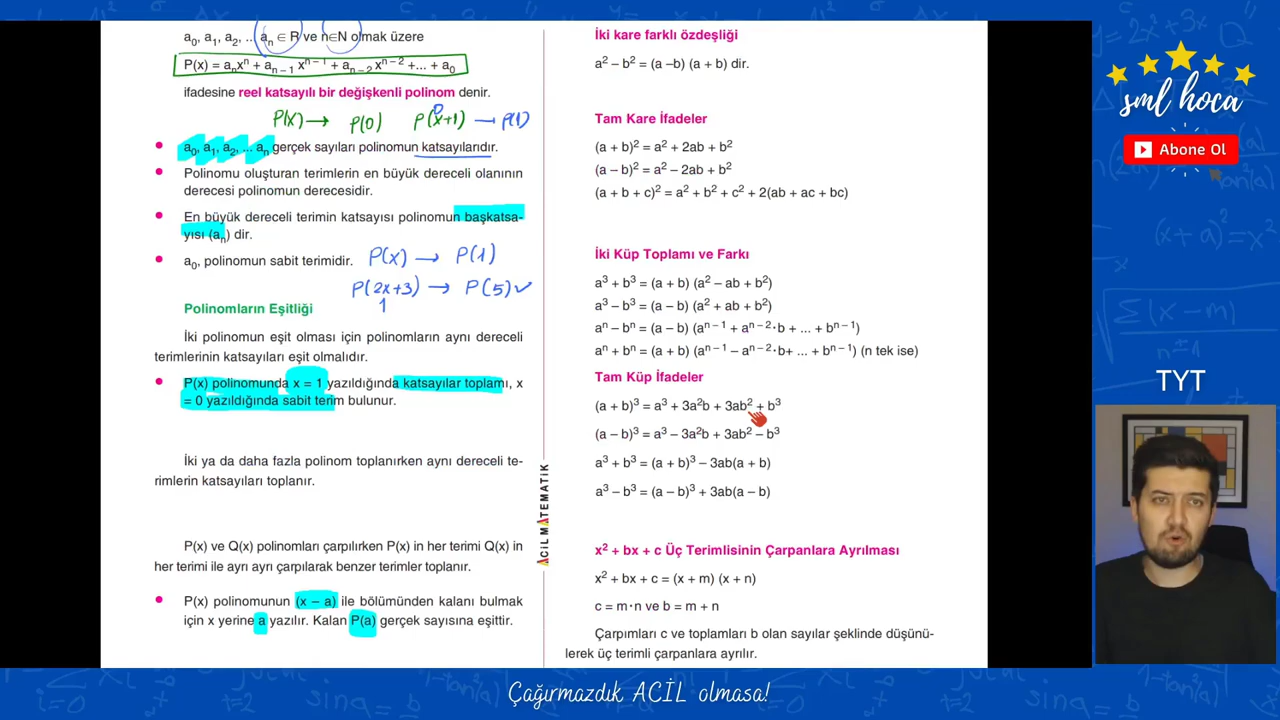 a0, a1, a2, ... an ∈ R ve n∈N olmak üzere
P(x) = anxⁿ + an–1 xⁿ⁻¹ + an–2 xⁿ⁻² +...+ a0
ifadesine reel katsayılı bir değişkenli polinom denir.
P(x) → P(0) P(x+1) → P(1)
0
• a0, a1, a2, ... an gerçek sayıları polinomun katsayılarıdır.
• Polinomu oluşturan terimlerin en büyük dereceli olanının
derecesi polinomun derecesidir.
• En büyük dereceli terimin katsayısı polinomun başkatsa-
yısı (an) dir.
• a0, polinomun sabit terimidir. P(x) → P(1)
P(2x+3) → P(5) ✓
1
Polinomların Eşitliği
İki polinomun eşit olması için polinomların aynı dereceli
terimlerinin katsayıları eşit olmalıdır.
• P(x) polinomunda x = 1 yazıldığında katsayılar toplamı, x
= 0 yazıldığında sabit terim bulunur.
İki ya da daha fazla polinom toplanırken aynı dereceli te-
rimlerin katsayıları toplanır.
P(x) ve Q(x) polinomları çarpılırken P(x) in her terimi Q(x) in
her terimi ile ayrı ayrı çarpılarak benzer terimler toplanır.
• P(x) polinomunun (x – a) ile bölümünden kalanı bulmak
için x yerine a yazılır. Kalan P(a) gerçek sayısına eşittir.
ACİL MATEMATİK
İki kare farklı özdeşliği
a² – b² = (a –b) (a + b) dir.
Tam Kare İfadeler
(a + b)² = a² + 2ab + b²
(a – b)² = a² – 2ab + b²
(a + b + c)² = a² + b² + c² + 2(ab + ac + bc)
İki Küp Toplamı ve Farkı
a³ + b³ = (a + b) (a² – ab + b²)
a³ – b³ = (a – b) (a² + ab + b²)
aⁿ – bⁿ = (a – b) (aⁿ⁻¹ + aⁿ⁻²·b + ... + bⁿ⁻¹)
aⁿ + bⁿ = (a + b) (aⁿ⁻¹ – aⁿ⁻²·b+ ... + bⁿ⁻¹) (n tek ise)
Tam Küp İfadeler
(a + b)³ = a³ + 3a²b + 3ab² + b³
(a – b)³ = a³ – 3a²b + 3ab² – b³
a³ + b³ = (a + b)³ – 3ab(a + b)
a³ – b³ = (a – b)³ + 3ab(a – b)
x² + bx + c Üç Terimlisinin Çarpanlara Ayrılması
x² + bx + c = (x + m) (x + n)
c = m·n ve b = m + n
Çarpımları c ve toplamları b olan sayılar şeklinde düşünü-
lerek üç terimli çarpanlara ayrılır.
sml hoca
Abone Ol
TYT
Çağırmazdık ACİL olmasa!